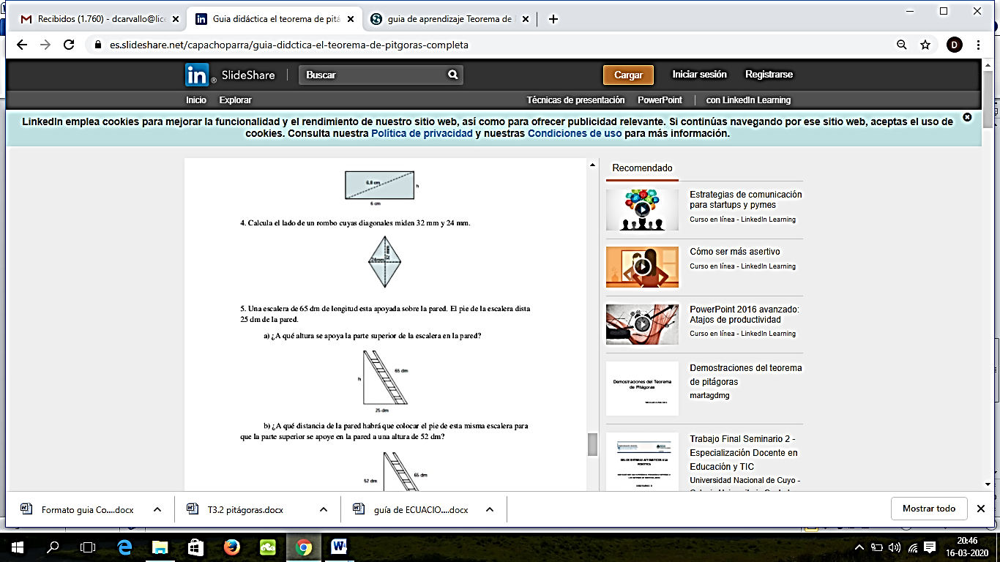 Recibidos (1.760) - dcarvallo@lice
Guia didáctica el teorema de pitá
guia de aprendizaje Teorema de
es.slideshare.net/capachoparra/guia-didctica-el-teorema-de-pitgoras-completa
D
in® SlideShare
Buscar
Cargar
Iniciar sesión
Registrarse
Inicio
Explorar
Técnicas de presentación
PowerPoint
con LinkedIn Learning
LinkedIn emplea cookies para mejorar la funcionalidad y el rendimiento de nuestro sitio web, así como para ofrecer publicidad relevante. Si continúas navegando por ese sitio web, aceptas el uso de
cookies. Consulta nuestra Política de privacidad y nuestras Condiciones de uso para más información.
6,8 cm
h
6 cm
4. Calcula el lado de un rombo cuyas diagonales miden 32 mm y 24 mm.
24mm
32 mm
5. Una escalera de 65 dm de longitud esta apoyada sobre la pared. El pie de la escalera dista
25 dm de la pared.
a) ¿A qué altura se apoya la parte superior de la escalera en la pared?
65 dm
h
25 dm
b) ¿A qué distancia de la pared habrá que colocar el pie de esta misma escalera para
que la parte superior se apoye en la pared a una altura de 52 dm?
52 dm
65 dm
Recomendado
Estrategias de comunicación
para startups y pymes
Curso en línea - LinkedIn Learning
Cómo ser más asertivo
Curso en línea - LinkedIn Learning
PowerPoint 2016 avanzado:
Atajos de productividad
Curso en línea - LinkedIn Learning
Demostraciones del Teorema
de Pitágoras
Demostraciones del teorema
de pitágoras
martagdmg
Trabajo Final Seminario 2 -
Especialización Docente en
Educación y TIC
Universidad Nacional de Cuyo -
Formato guia Co....docx
T3.2 pitágoras.docx
guía de ECUACIO....docx
Mostrar todo
20:46
16-03-2020